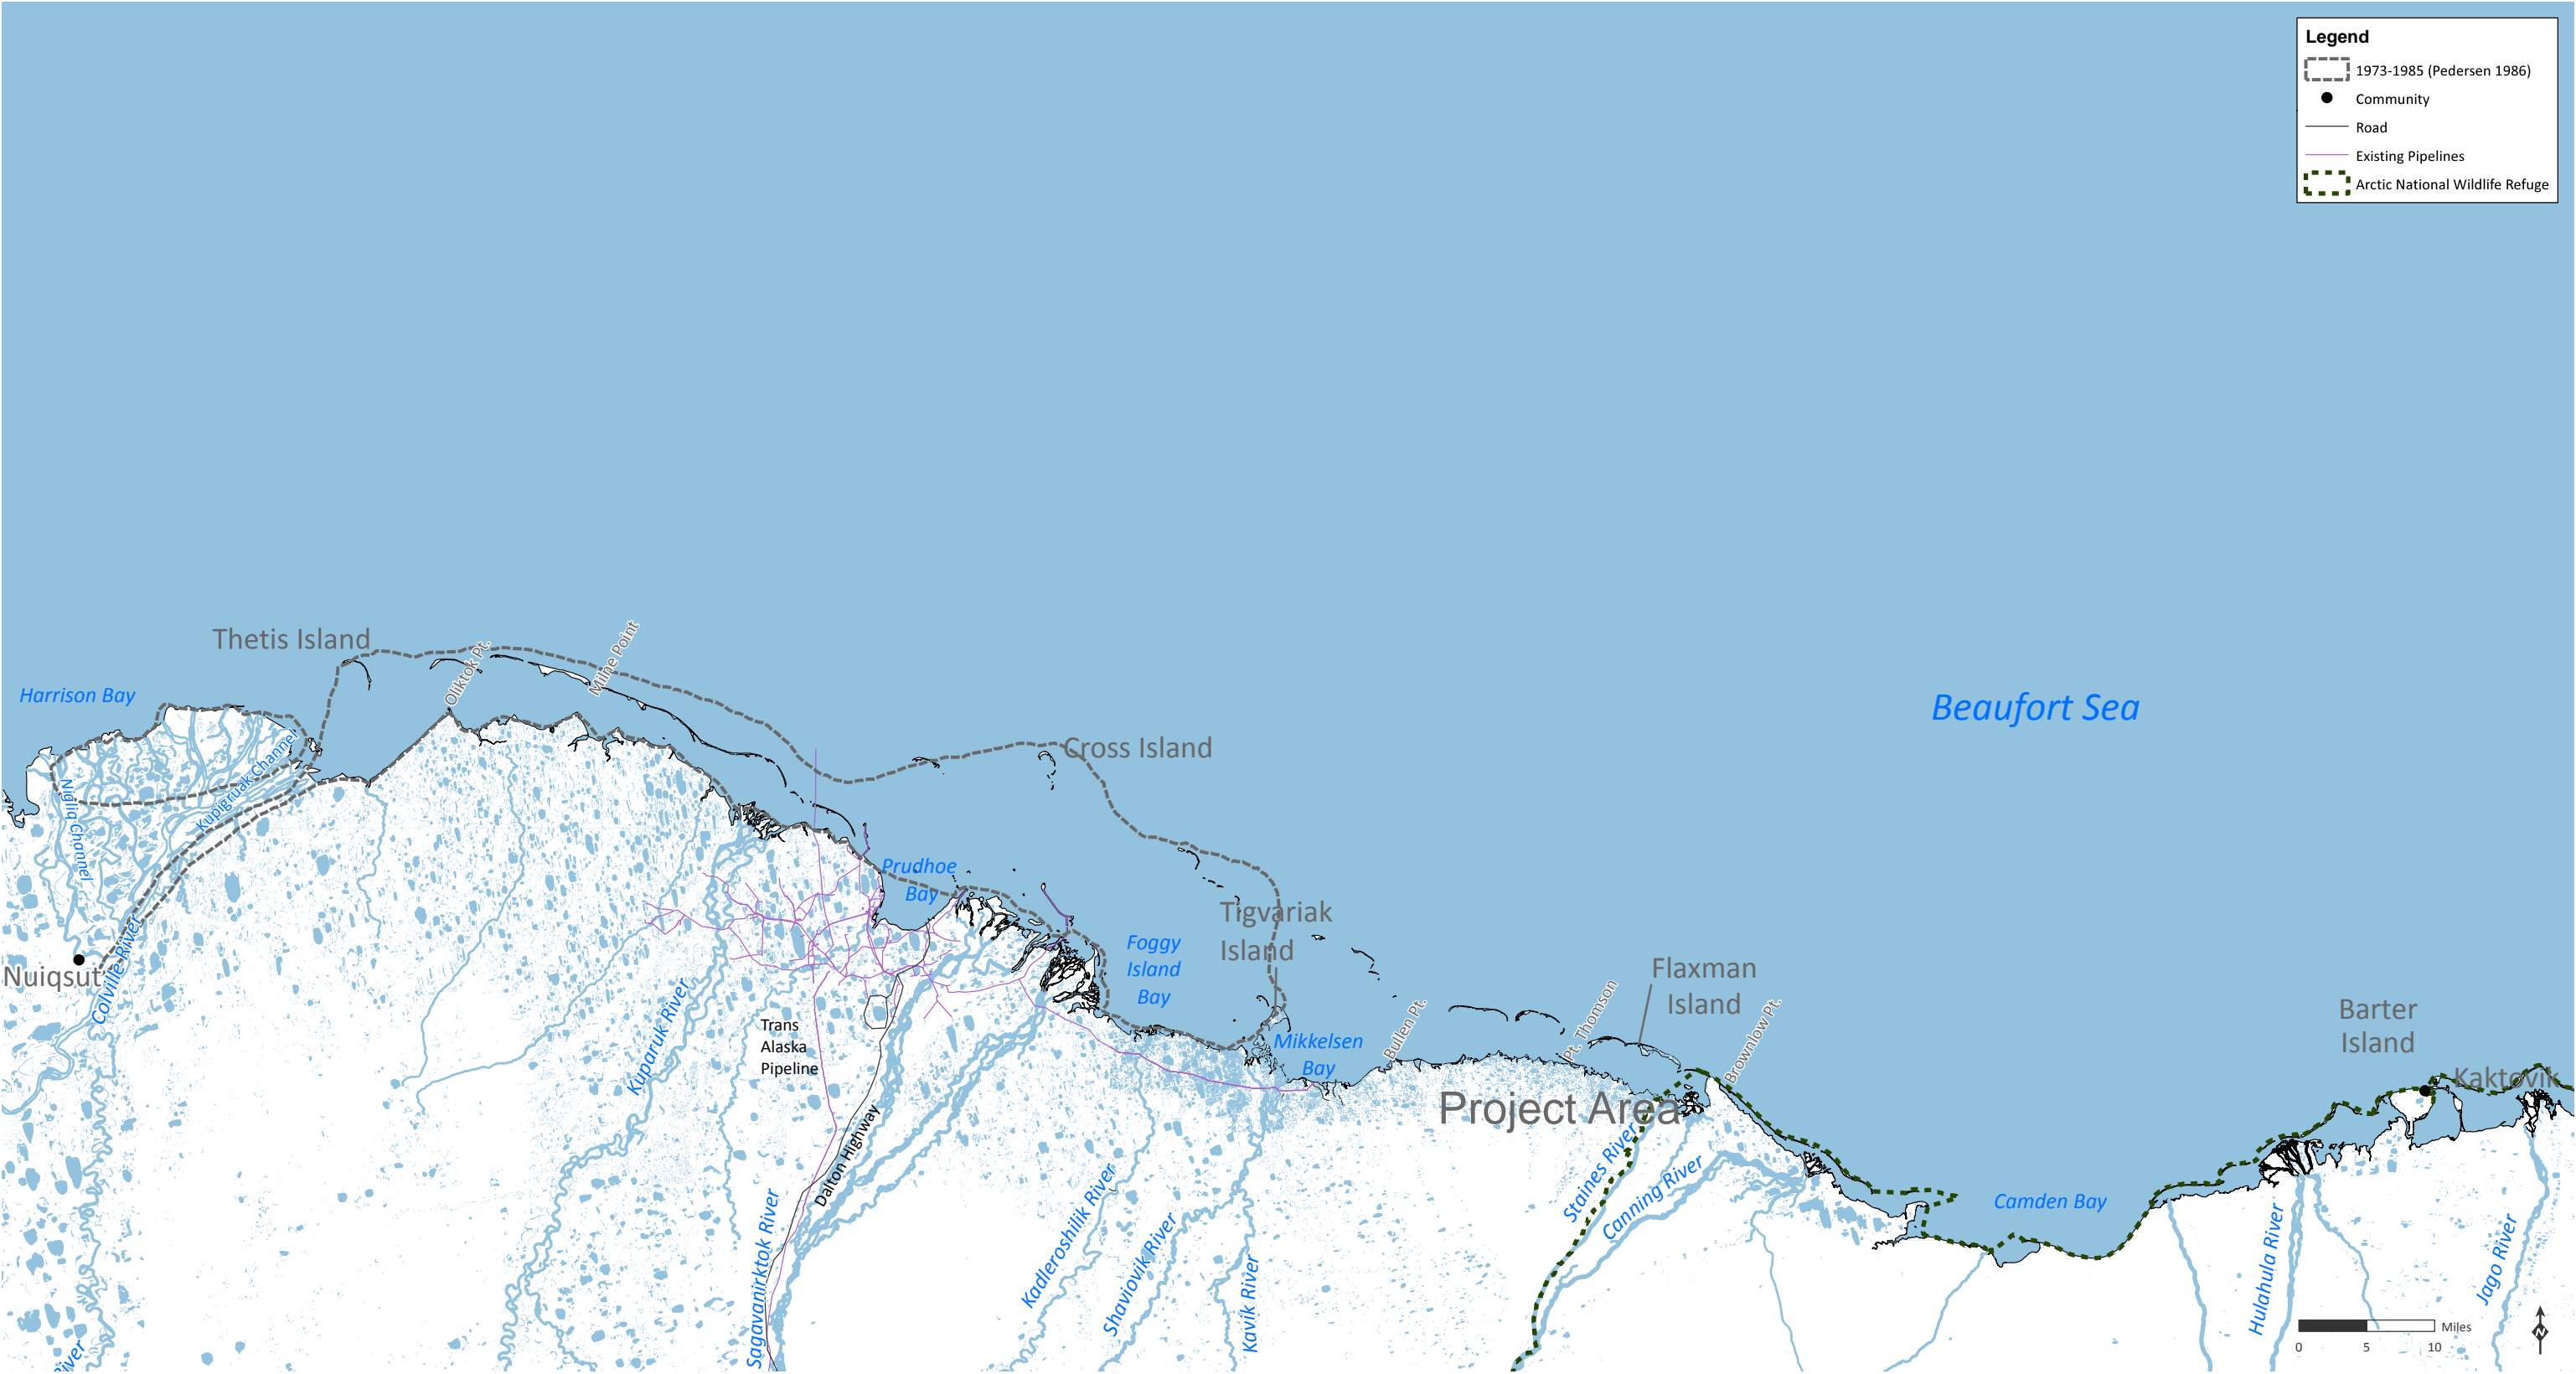 Legend
1973-1985 (Pedersen 1986)
Community
Road
Existing Pipelines
Arctic National Wildlife Refuge
Thetis Island
Oliktok Pt.
Milne Point
Harrison Bay
Beaufort Sea
Cross Island
Kupigruak Channel
Nigliq Channel
Prudhoe
Bay
Tigvariak
Island
Foggy
Island
Bay
Nuiqsut
Colville River
Flaxman
Island
Pt. Thomson
Bullen Pt.
Brownlow Pt.
Barter
Island
Kaktovik
Mikkelsen
Bay
Trans
Alaska
Pipeline
Kuparuk River
Dalton Highway
Project Area
Staines River
Canning River
Camden Bay
Sagavanirktok River
Kadleroshilik River
Shaviovik River
Kavik River
Hulahula River
Jago River
River
Miles
0 5 10
N